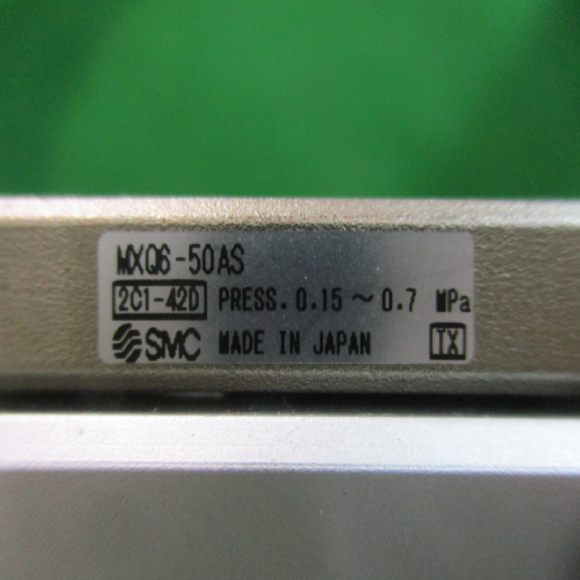 MXQ6-50AS
2C1-42D PRESS. 0.15～0.7 MPa
SMC MADE IN JAPAN TX